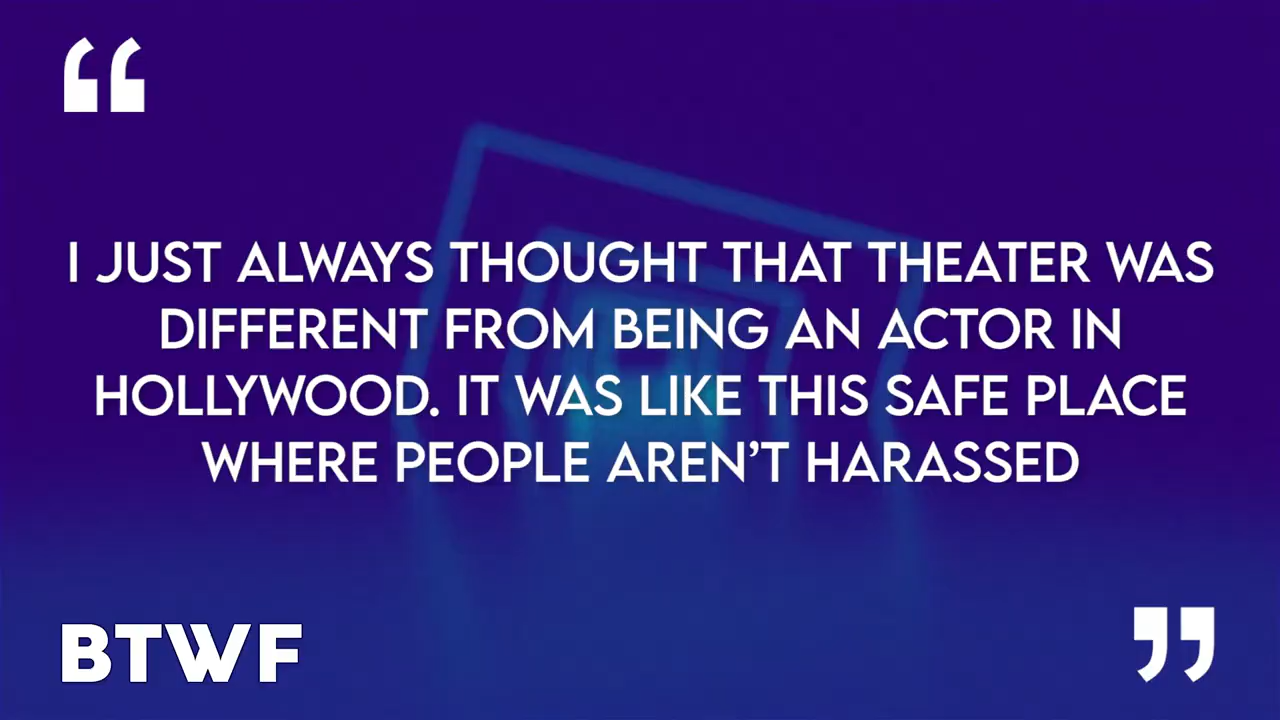 “
I JUST ALWAYS THOUGHT THAT THEATER WAS
DIFFERENT FROM BEING AN ACTOR IN
HOLLYWOOD. IT WAS LIKE THIS SAFE PLACE
WHERE PEOPLE AREN’T HARASSED
BTWF
”